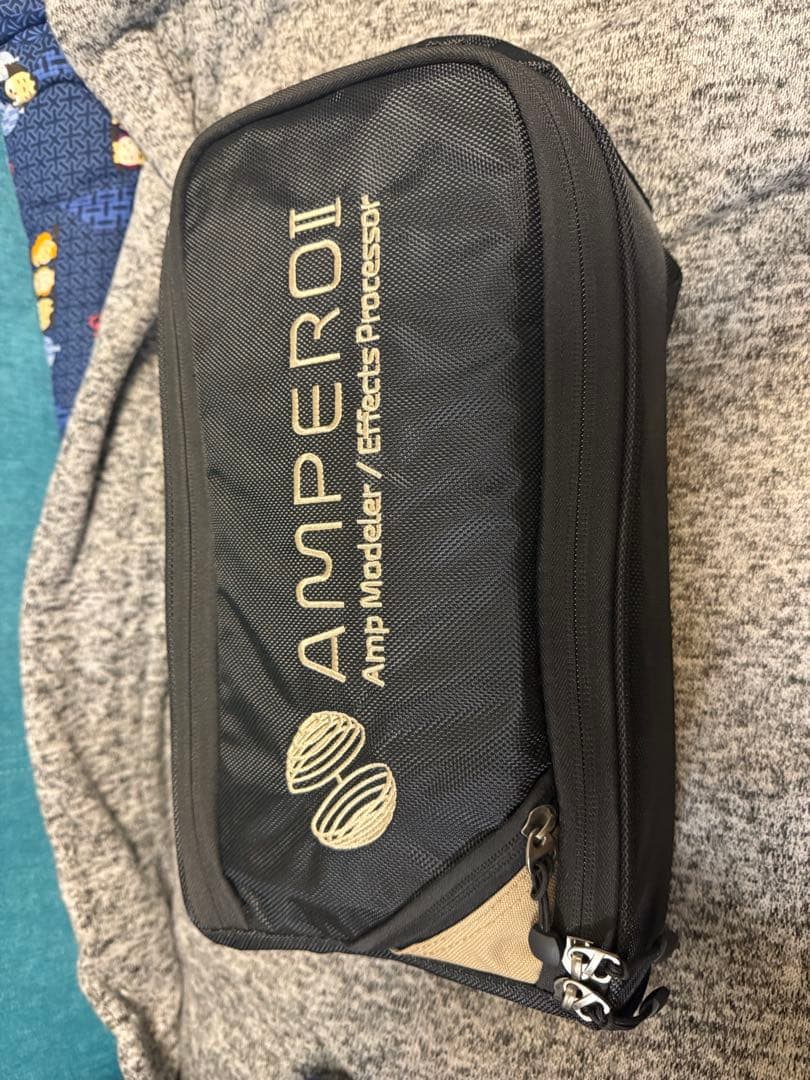 AMPERO II
Amp Modeler / Effects Processor